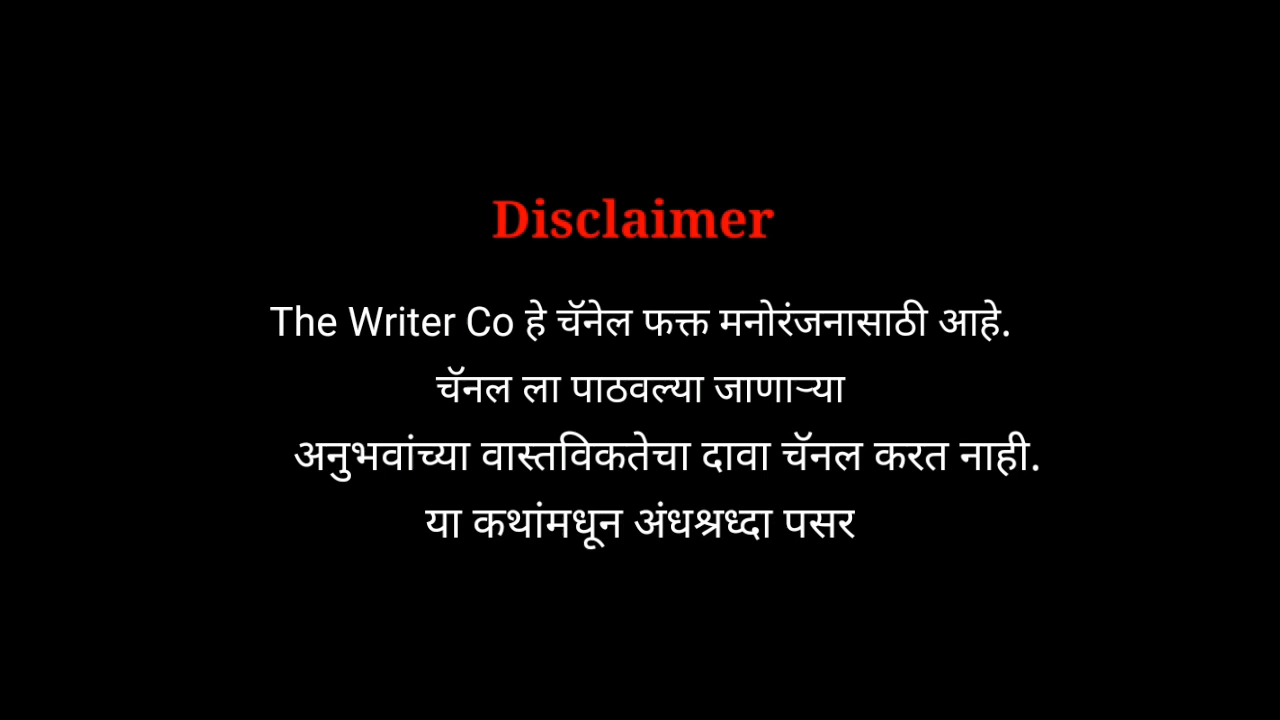 Disclaimer
The Writer Co हे चॅनेल फक्त मनोरंजनासाठी आहे.
चॅनल ला पाठवल्या जाणाऱ्या
अनुभवांच्या वास्तविकतेचा दावा चॅनल करत नाही.
या कथांमधून अंधश्रध्दा पसर